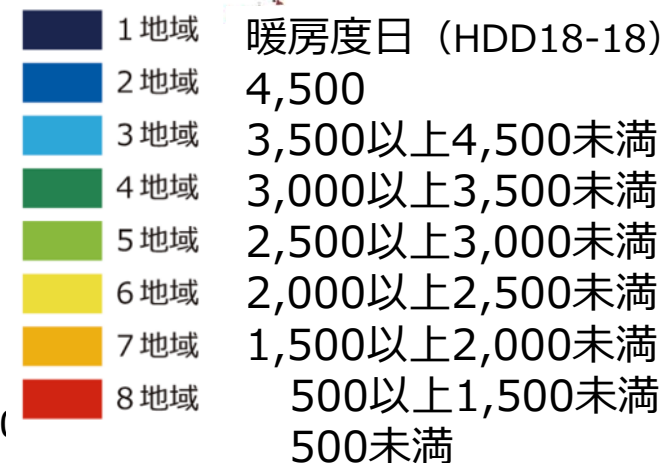 1地域 暖房度日（HDD18-18）
2地域 4,500
3地域 3,500以上4,500未満
4地域 3,000以上3,500未満
5地域 2,500以上3,000未満
6地域 2,000以上2,500未満
7地域 1,500以上2,000未満
8地域 500以上1,500未満
500未満